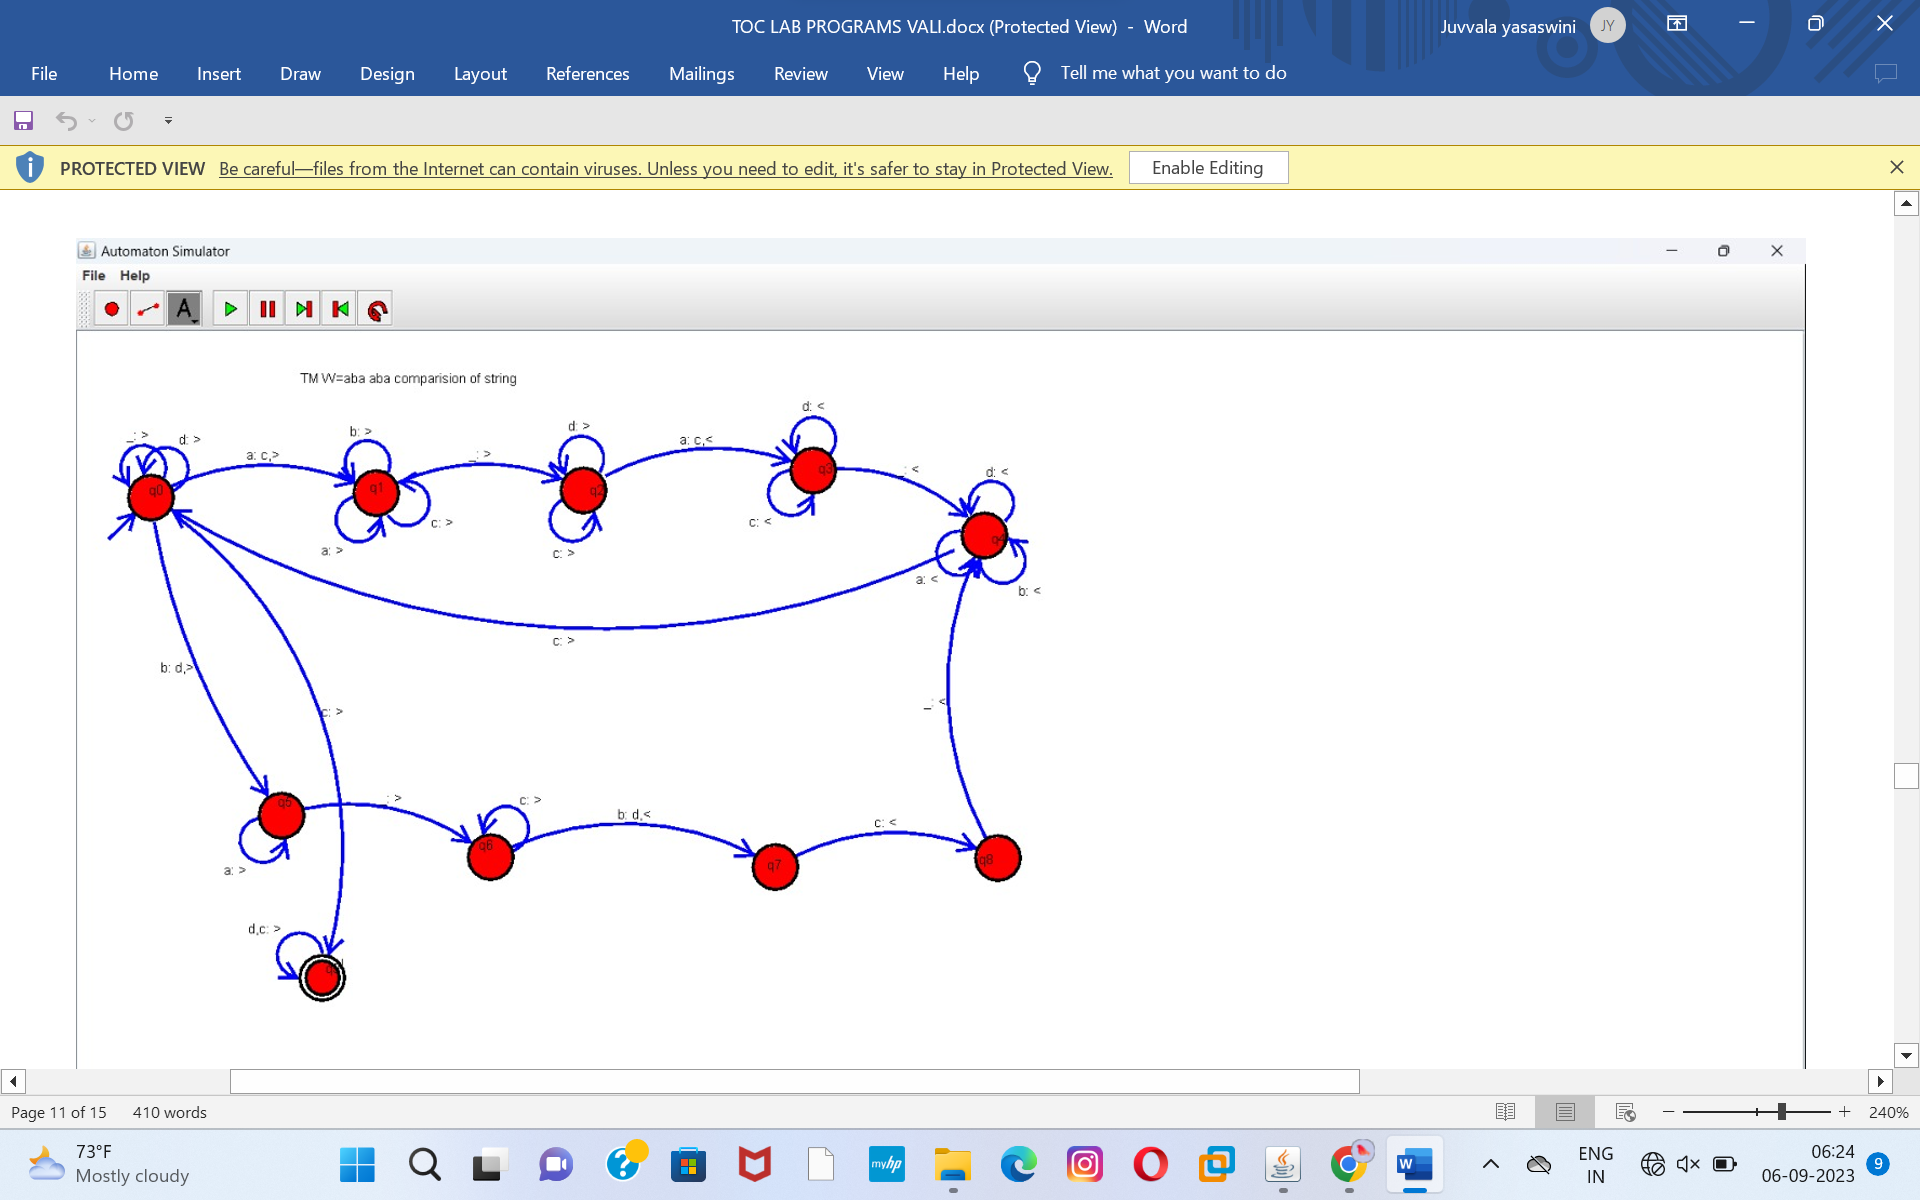 TOC LAB PROGRAMS VALI.docx (Protected View) - Word
Juvvala yasaswini JY
File Home Insert Draw Design Layout References Mailings Review View Help Tell me what you want to do
PROTECTED VIEW Be careful—files from the Internet can contain viruses. Unless you need to edit, it's safer to stay in Protected View. Enable Editing
Automaton Simulator
File Help
A
TM W=aba aba comparision of string
d: <
d: >
b: >
_: >
d: >
a: c,<
a: c,>
_: >
q3
_: <
d: <
q0
q1
q2
c: >
c: <
q4
a: >
c: >
a: <
b: <
c: >
b: d,>
_: <
c: >
q5
_: >
c: >
b: d,<
c: <
q6
q7
q8
a: >
d,c: >
Page 11 of 15 410 words
240%
73°F
Mostly cloudy
myhp
W
ENG
IN
06:24
06-09-2023
9